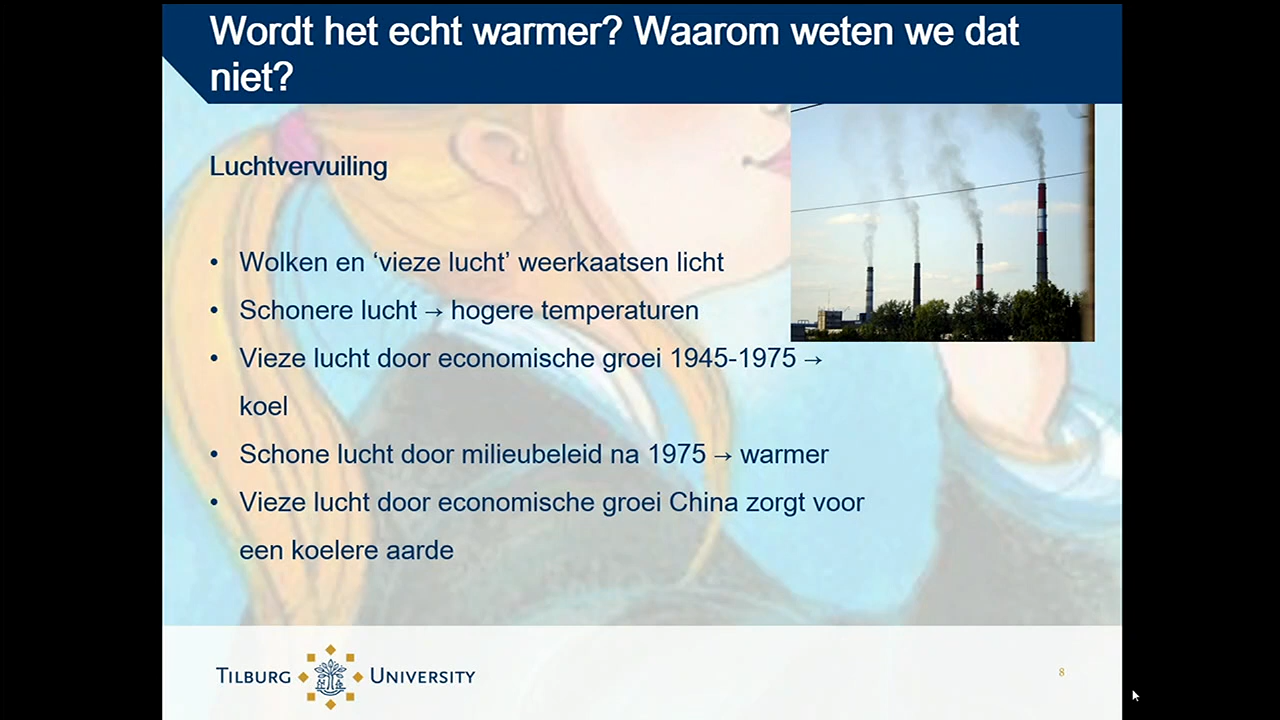 Wordt het echt warmer? Waarom weten we dat
niet?
Luchtvervuiling
• Wolken en ‘vieze lucht’ weerkaatsen licht
• Schonere lucht → hogere temperaturen
• Vieze lucht door economische groei 1945-1975 →
koel
• Schone lucht door milieubeleid na 1975 → warmer
• Vieze lucht door economische groei China zorgt voor
een koelere aarde
TILBURG UNIVERSITY
8